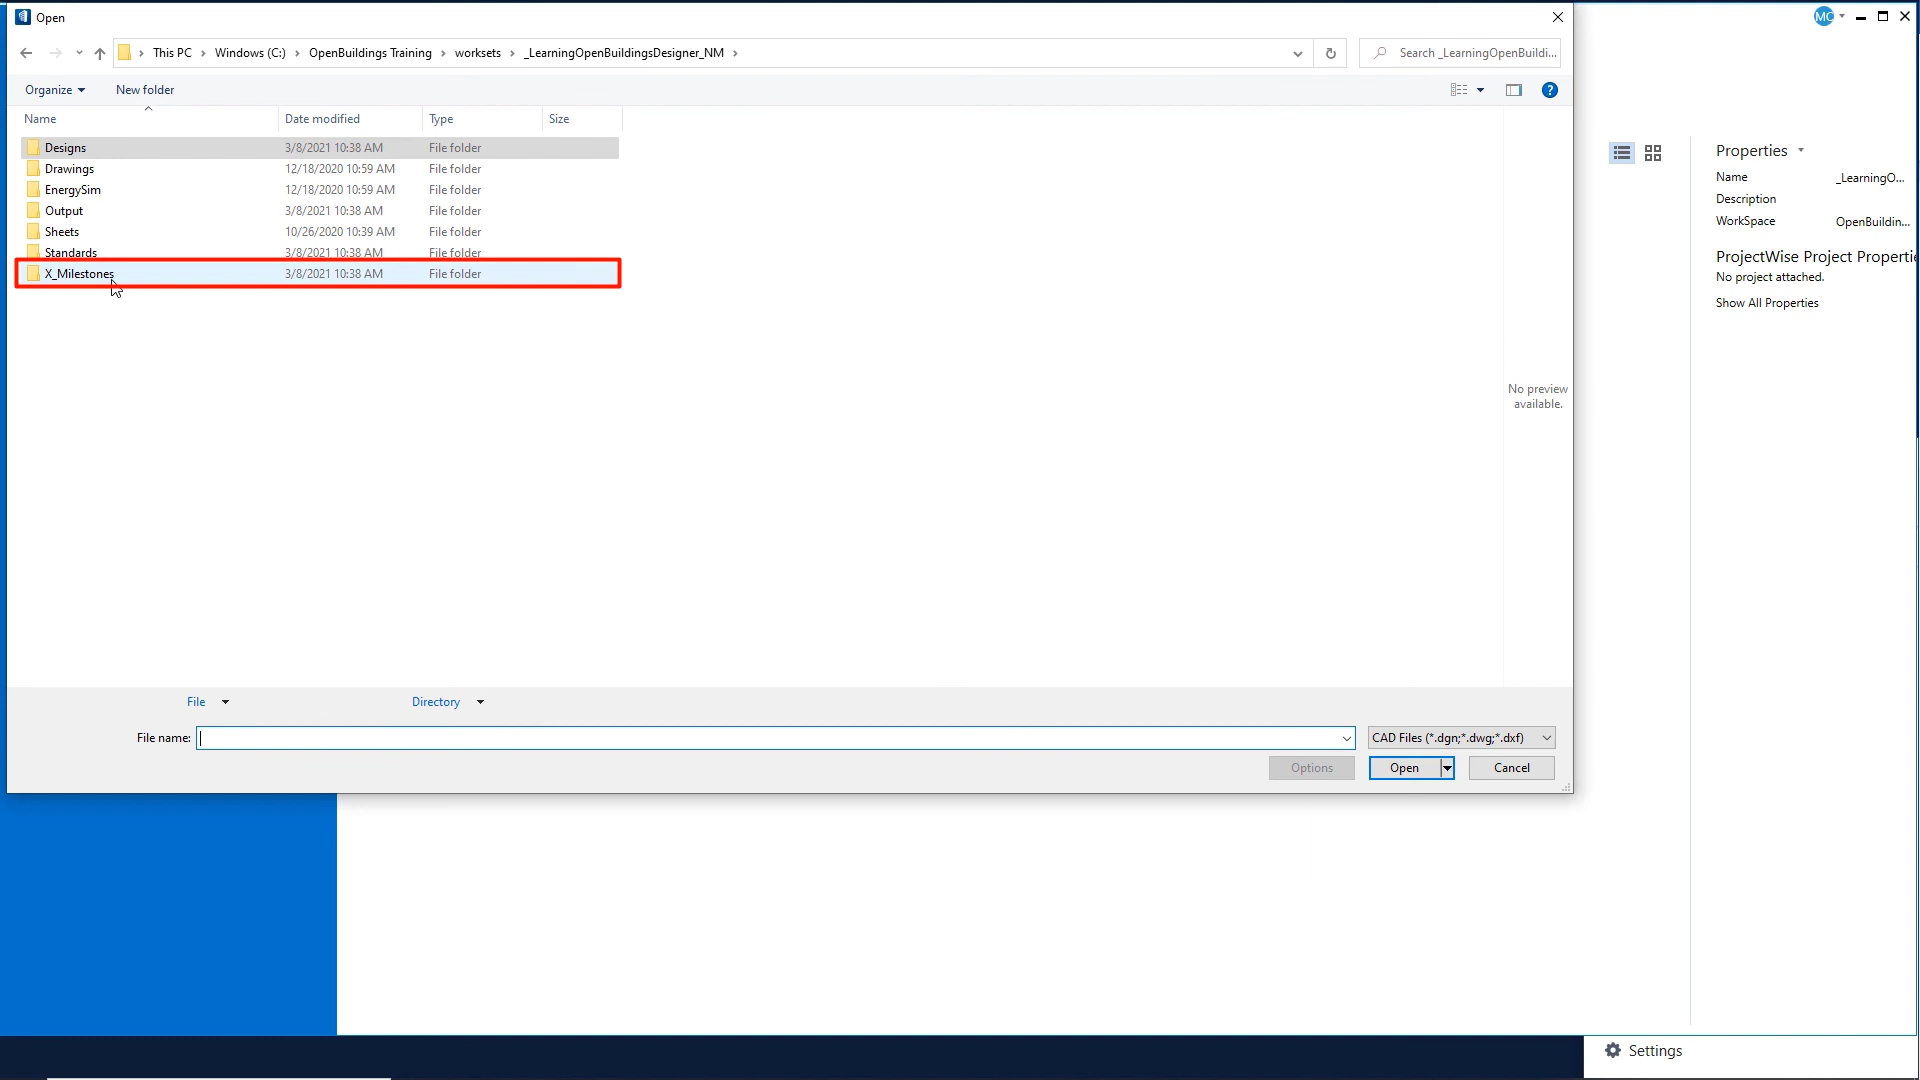 Open
MC
This PC > Windows (C:) > OpenBuildings Training > worksets > _LearningOpenBuildingsDesigner_NM >
Search _LearningOpenBuildi...
Organize
New folder
?
Name Date modified Type Size
Designs 3/8/2021 10:38 AM File folder
Drawings 12/18/2020 10:59 AM File folder
EnergySim 12/18/2020 10:59 AM File folder
Output 3/8/2021 10:38 AM File folder
Sheets 10/26/2020 10:39 AM File folder
Standards 3/8/2021 10:38 AM File folder
X_Milestones 3/8/2021 10:38 AM File folder
No preview
available.
File
Directory
File name:
CAD Files (*.dgn;*.dwg;*.dxf)
Options
Open
Cancel
Properties
Name _LearningO...
Description
WorkSpace OpenBuildin...
ProjectWise Project Propertie
No project attached.
Show All Properties
Settings